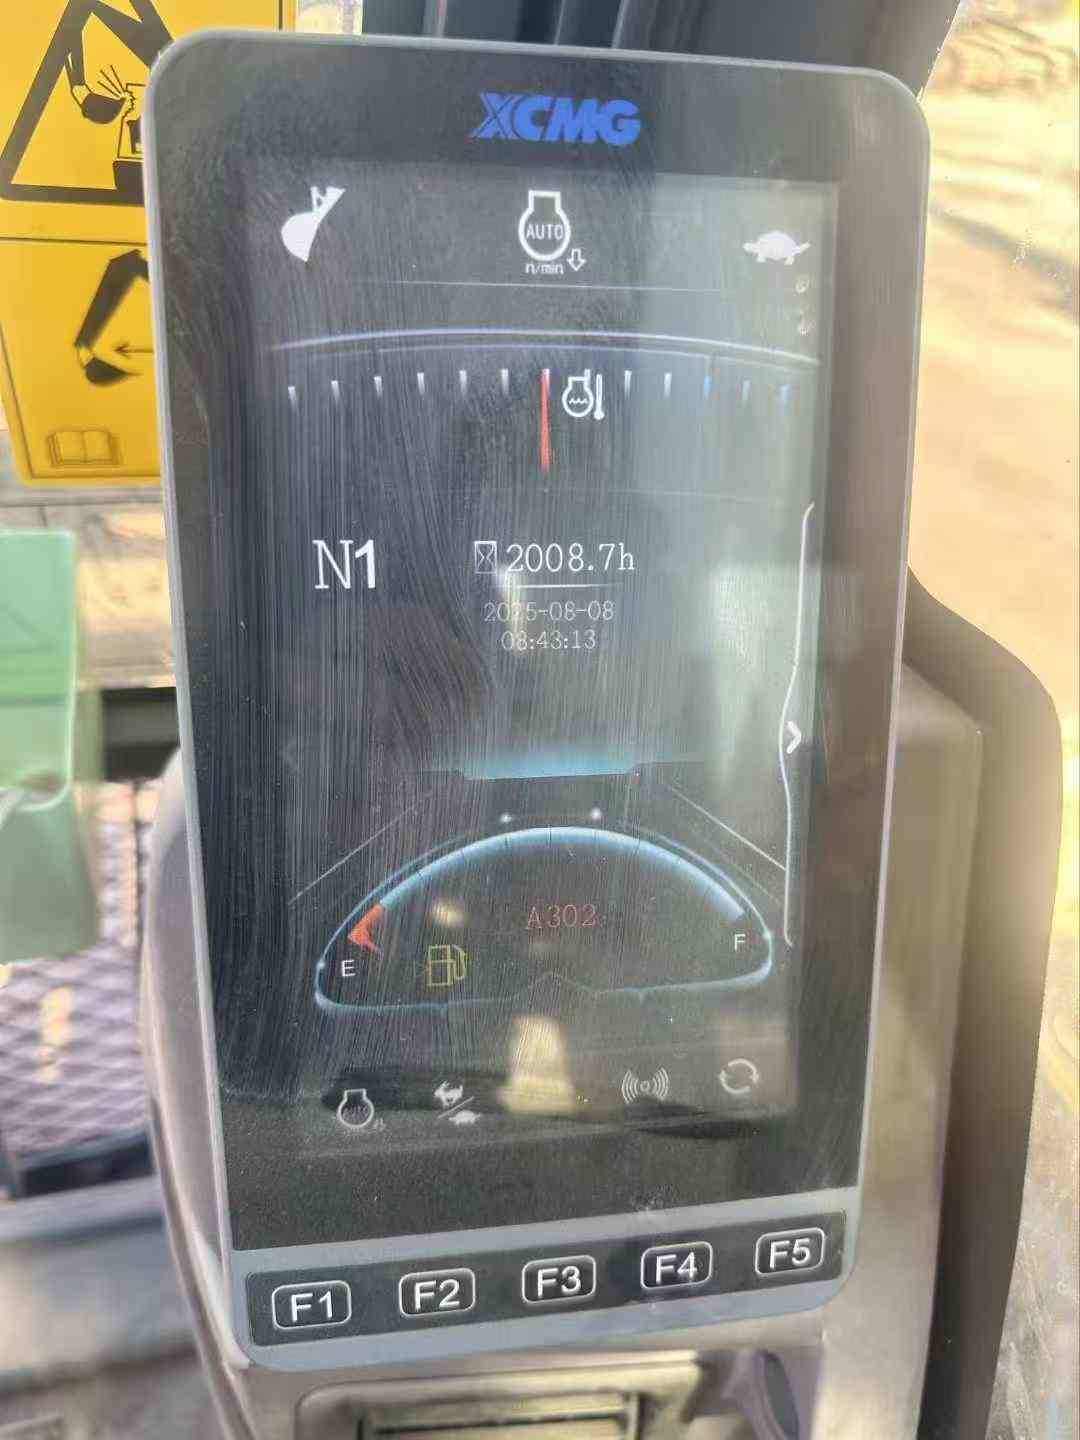 XCMG
AUTO
n/min
N1
2008.7h
2025-08-08
08:43:13
A302
E
F
F1
F2
F3
F4
F5